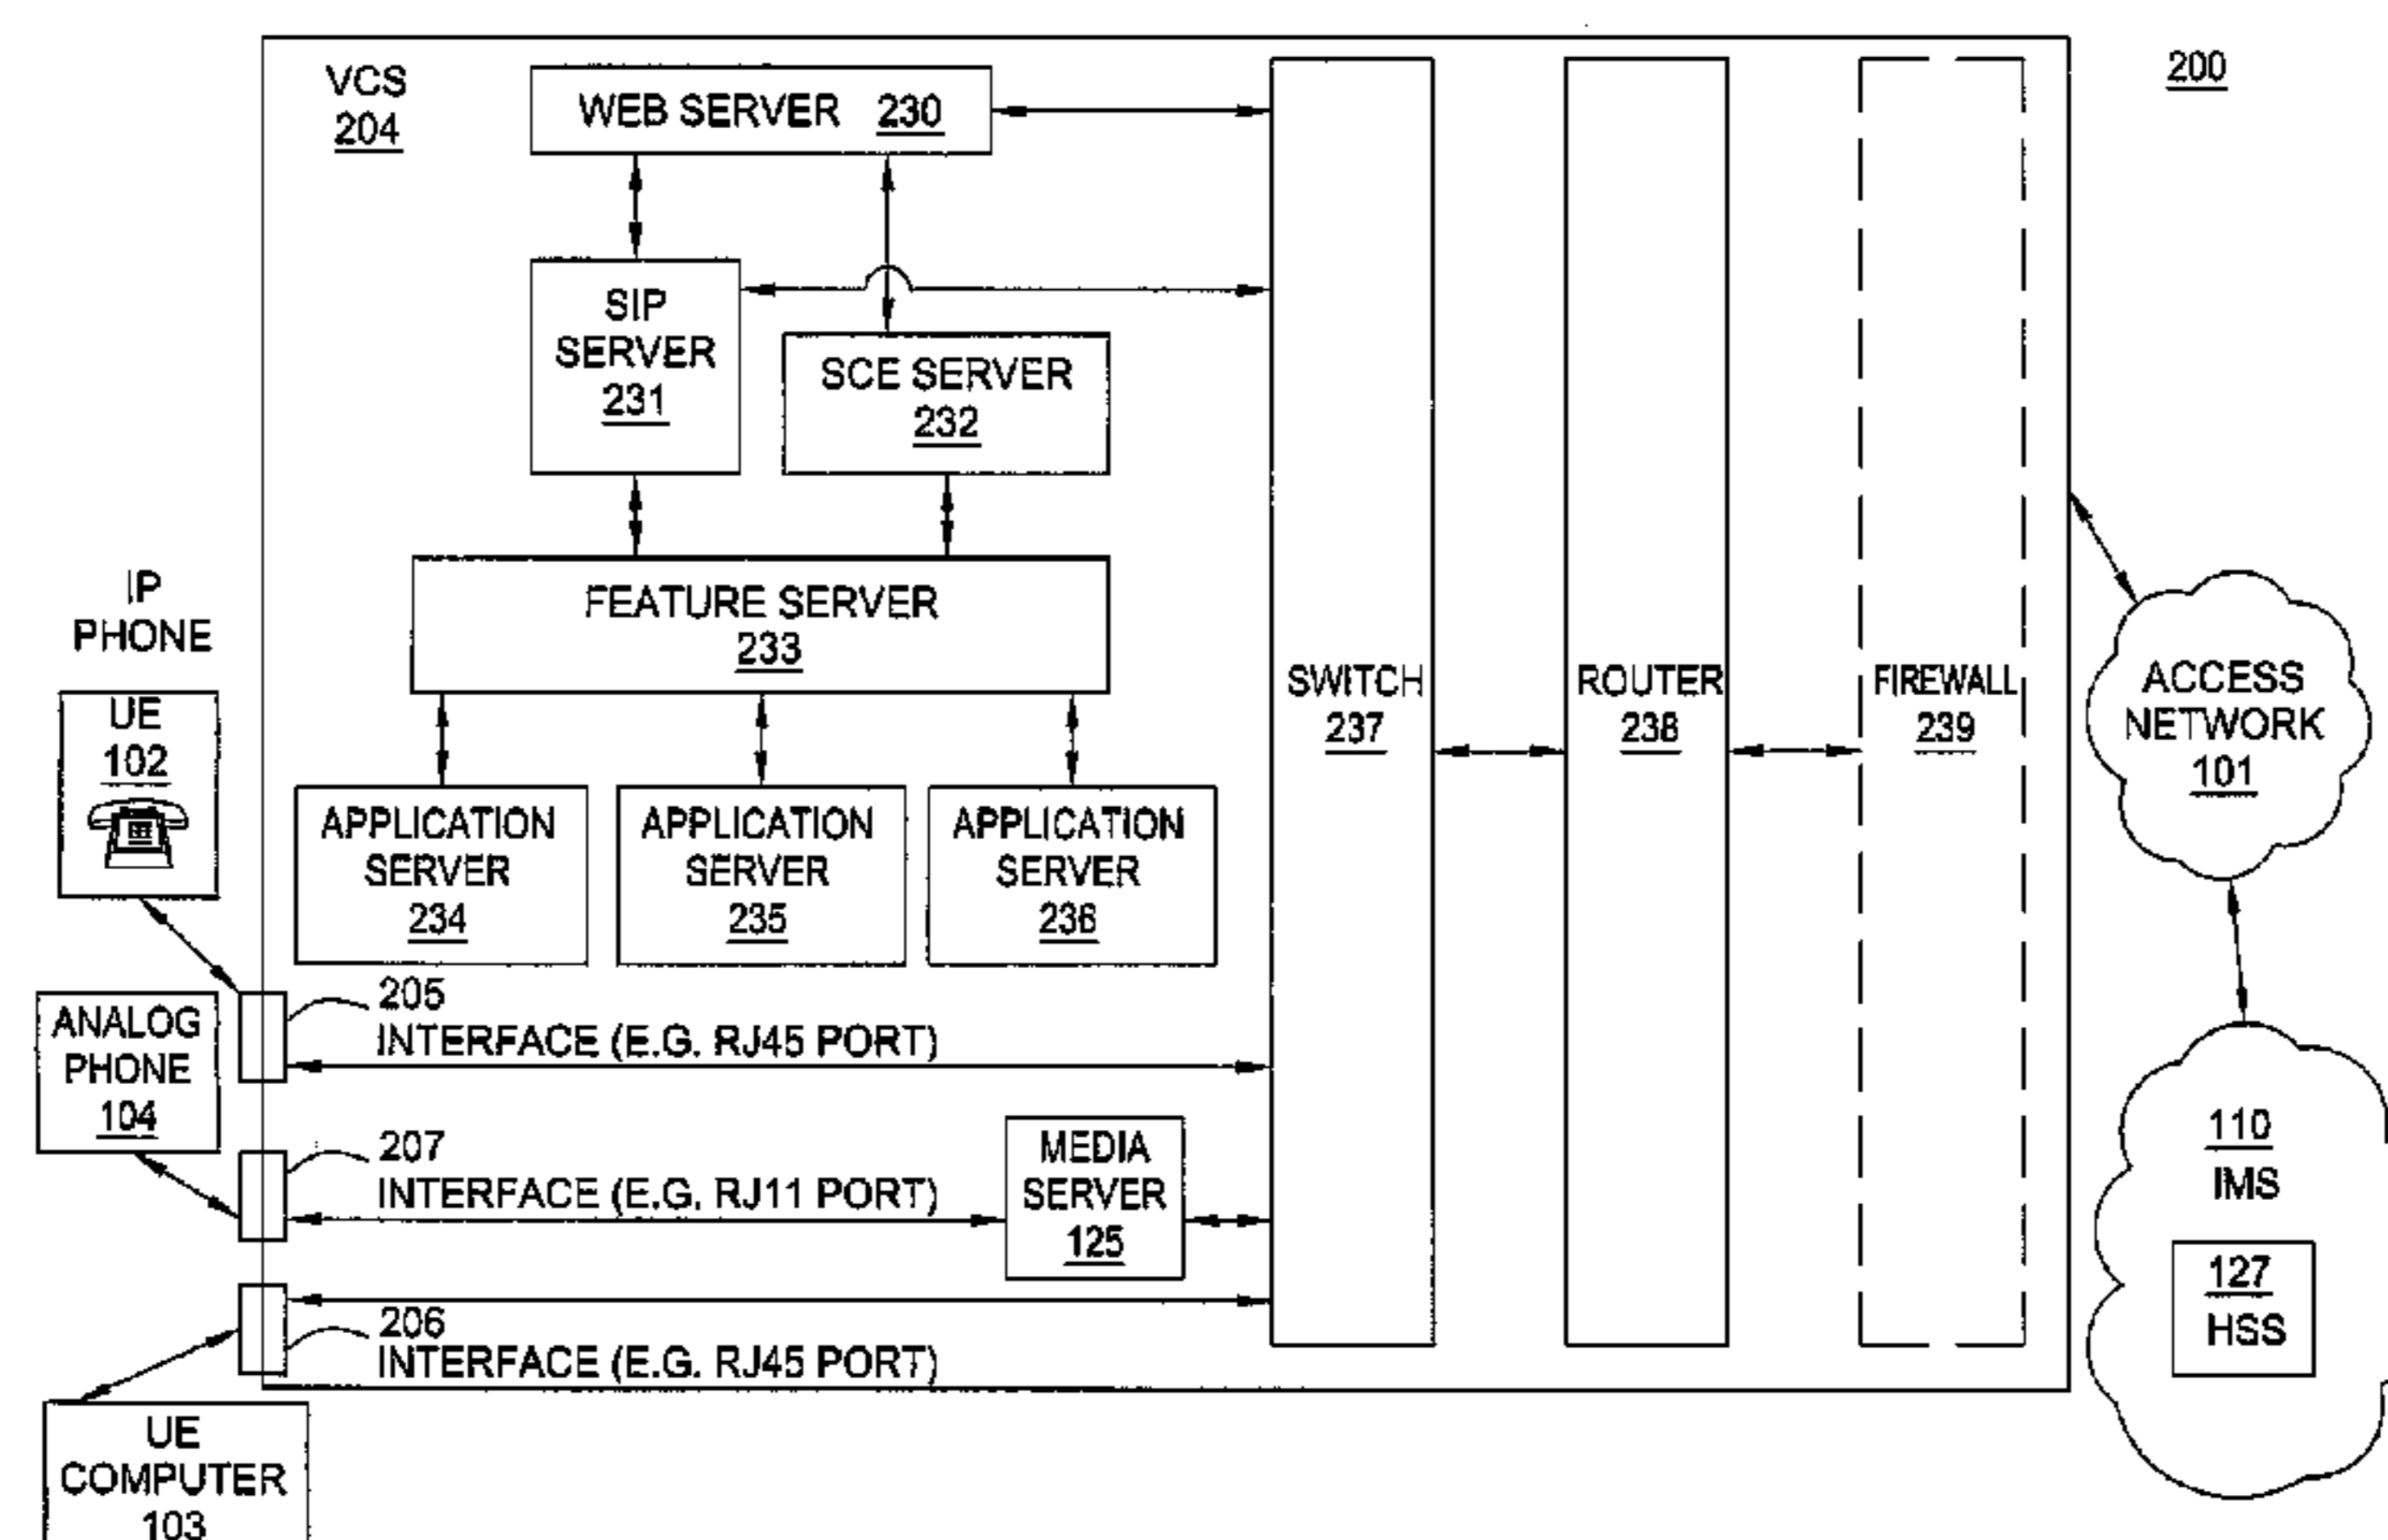 200
VCS
204
WEB SERVER 230
SIP
SERVER
231
SCE SERVER
232
FEATURE SERVER
233
APPLICATION
SERVER
234
APPLICATION
SERVER
235
APPLICATION
SERVER
236
SWITCH
237
ROUTER
238
FIREWALL
239
IP
PHONE
UE
102
ANALOG
PHONE
104
205
INTERFACE (E.G. RJ45 PORT)
207
INTERFACE (E.G. RJ11 PORT)
MEDIA
SERVER
125
206
INTERFACE (E.G. RJ45 PORT)
UE
COMPUTER
103
ACCESS
NETWORK
101
110
IMS
127
HSS